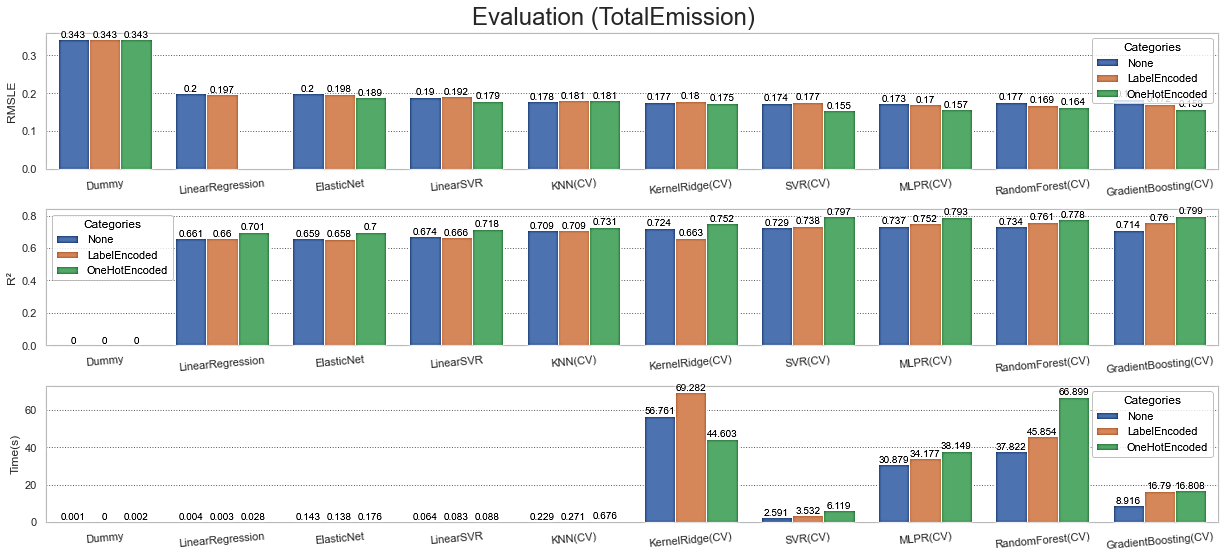 Evaluation (TotalEmission)
RMSLE
0.3
0.2
0.1
0.0
0.343 0.343 0.343
0.2 0.197
0.2 0.198 0.189
0.19 0.192 0.179
0.178 0.181 0.181
0.177 0.18 0.175
0.174 0.177 0.155
0.173 0.17 0.157
0.177 0.169 0.164
Categories
None
LabelEncoded
OneHotEncoded
Dummy LinearRegression ElasticNet LinearSVR KNN(CV) KernelRidge(CV) SVR(CV) MLPR(CV) RandomForest(CV) GradientBoosting(CV)
R²
0.8
0.6
0.4
0.2
0.0
Categories
None
LabelEncoded
OneHotEncoded
0 0 0
0.661 0.66 0.701
0.659 0.658 0.7
0.674 0.666 0.718
0.709 0.709 0.731
0.724 0.663 0.752
0.729 0.738 0.797
0.737 0.752 0.793
0.734 0.761 0.778
0.714 0.76 0.799
Dummy LinearRegression ElasticNet LinearSVR KNN(CV) KernelRidge(CV) SVR(CV) MLPR(CV) RandomForest(CV) GradientBoosting(CV)
Time(s)
60
40
20
0
0.001 0 0.002
0.004 0.003 0.028
0.143 0.138 0.176
0.064 0.083 0.088
0.229 0.271 0.676
56.761 69.282 44.603
2.591 3.532 6.119
30.879 34.177 38.149
37.822 45.854 66.899
8.916 16.79 16.808
Categories
None
LabelEncoded
OneHotEncoded
Dummy LinearRegression ElasticNet LinearSVR KNN(CV) KernelRidge(CV) SVR(CV) MLPR(CV) RandomForest(CV) GradientBoosting(CV)